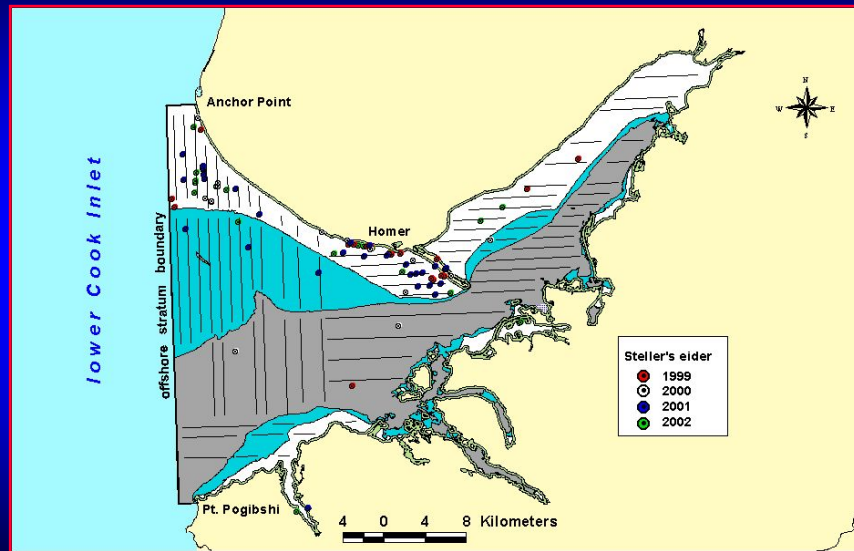 Anchor Point
N
W E
S
lower Cook Inlet
offshore stratum boundary
Homer
Steller's eider
1999
2000
2001
2002
Pt. Pogibshi
4 0 4 8 Kilometers